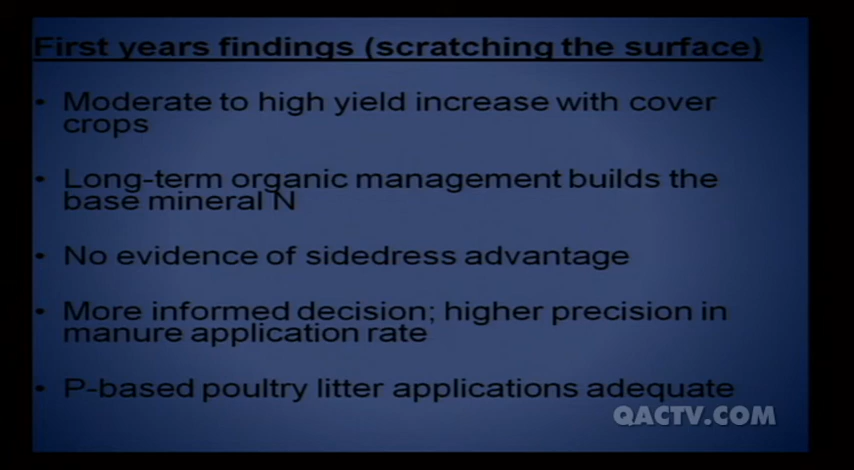 First years findings (scratching the surface)
• Moderate to high yield increase with cover
crops
• Long-term organic management builds the
base mineral N
• No evidence of sidedress advantage
• More informed decision; higher precision in
manure application rate
• P-based poultry litter applications adequate
QACTV.COM